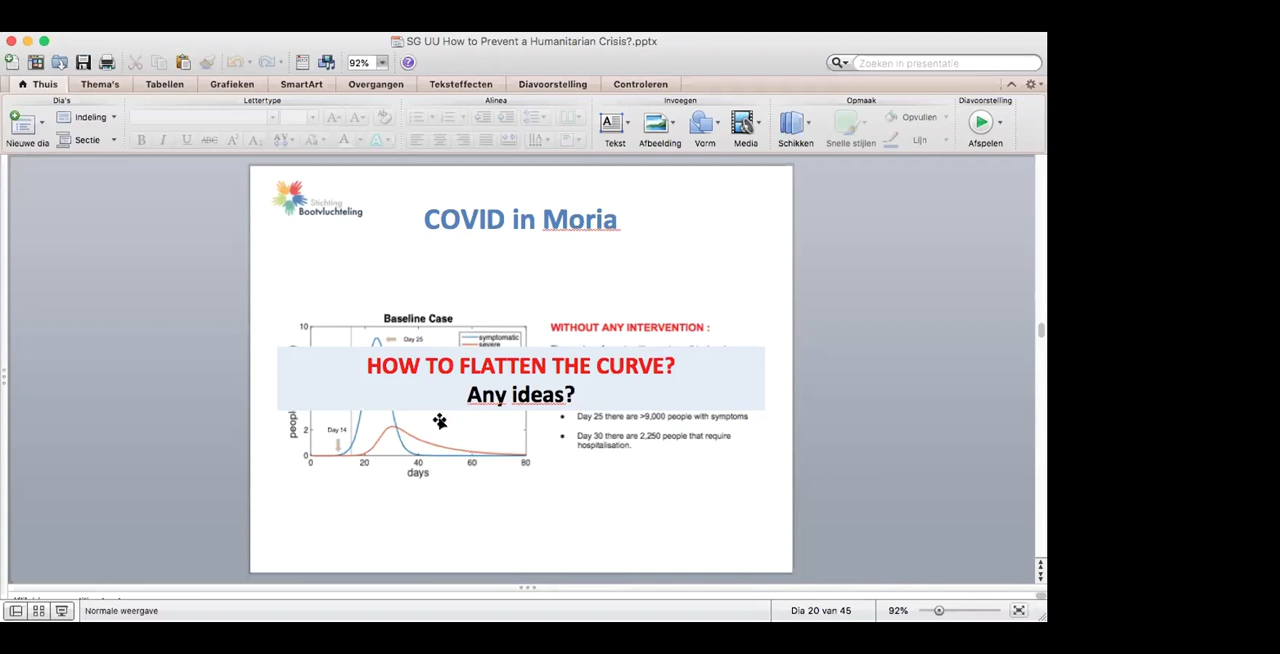 SG UU How to Prevent a Humanitarian Crisis?.pptx
92%
Zoeken in presentatie
Thuis
Thema's
Tabellen
Grafieken
SmartArt
Overgangen
Teksteffecten
Diavoorstelling
Controleren
Dia's
Lettertype
Alinea
Invoegen
Opmaak
Diavoorstelling
Nieuwe dia
Indeling
Sectie
Tekst
Afbeelding
Vorm
Media
Schikken
Snelle stijlen
Opvullen
Lijn
Afspelen
Stichting
Bootvluchteling
COVID in Moria
Baseline Case
10
Day 25
symptomatic
severe
WITHOUT ANY INTERVENTION :
HOW TO FLATTEN THE CURVE?
Any ideas?
Day 14
2
0
0 20 40 60 80
days
• Day 25 there are >9,000 people with symptoms
• Day 30 there are 2,250 people that require
hospitalisation.
Normale weergave
Dia 20 van 45
92%